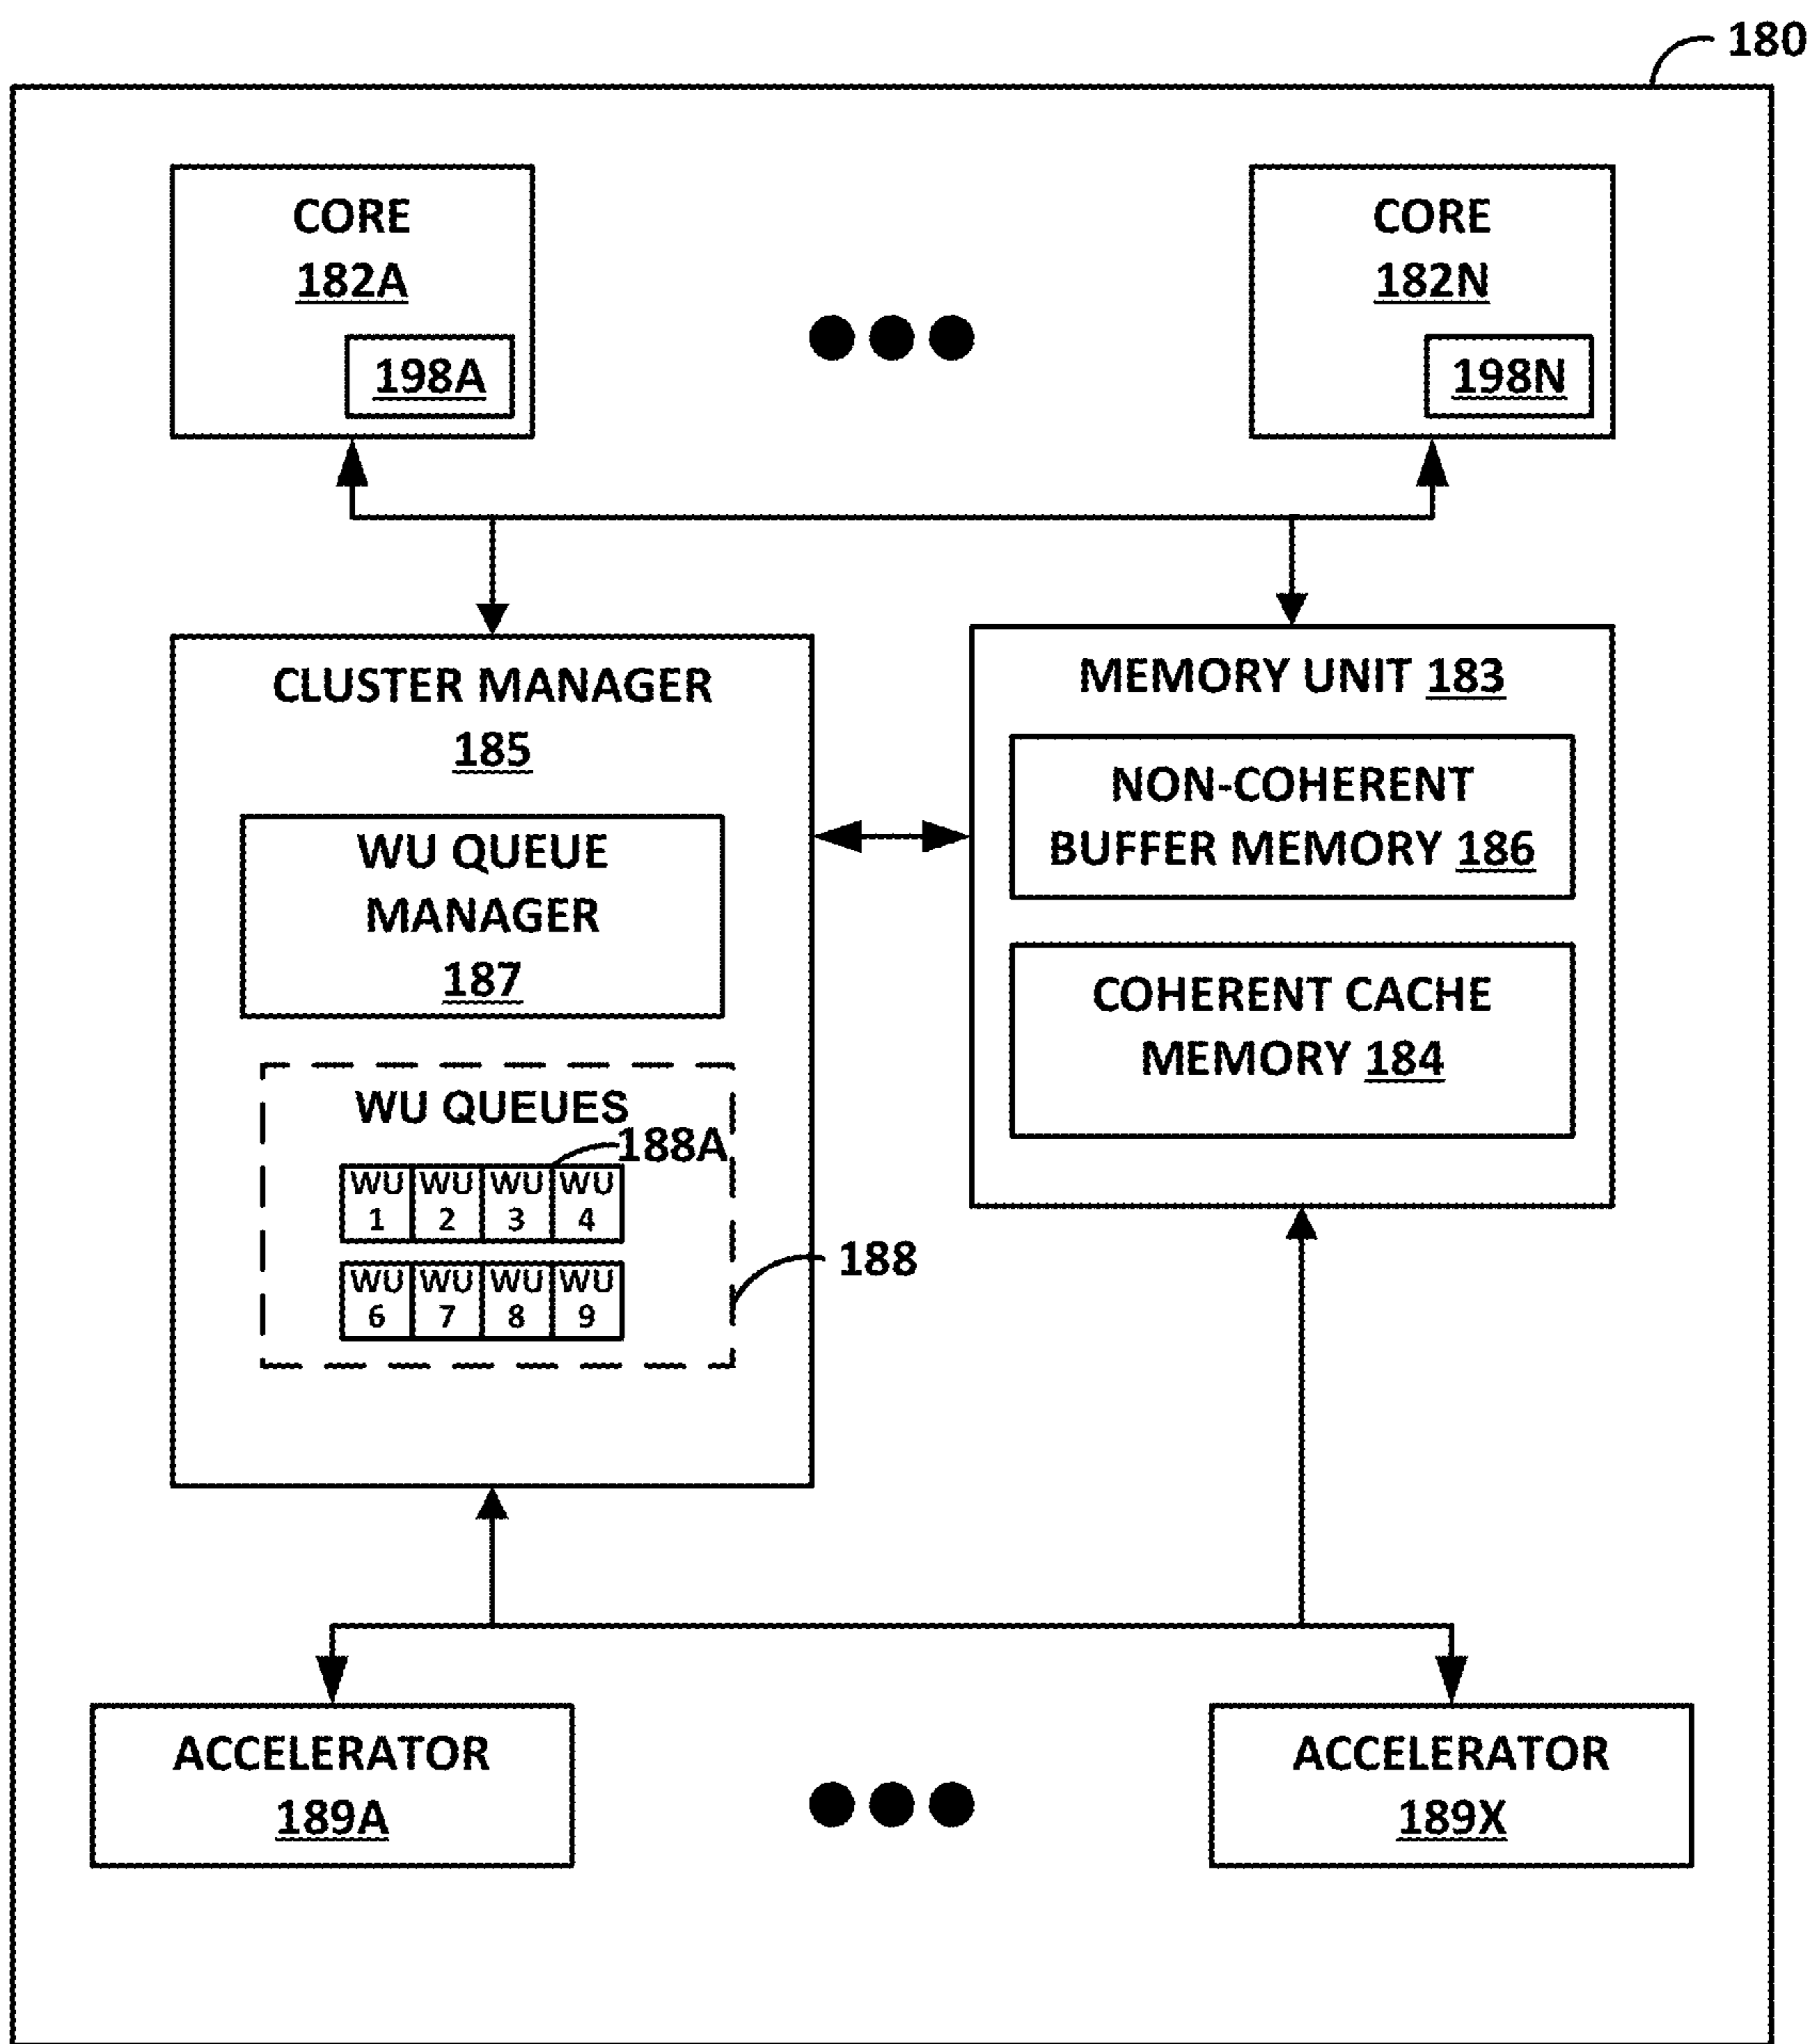 180
CORE
182A
198A
CORE
182N
198N
CLUSTER MANAGER
185
WU QUEUE
MANAGER
187
WU QUEUES
188A
WU WU WU WU
1 2 3 4
WU WU WU WU
6 7 8 9
188
MEMORY UNIT 183
NON-COHERENT
BUFFER MEMORY 186
COHERENT CACHE
MEMORY 184
ACCELERATOR
189A
ACCELERATOR
189X